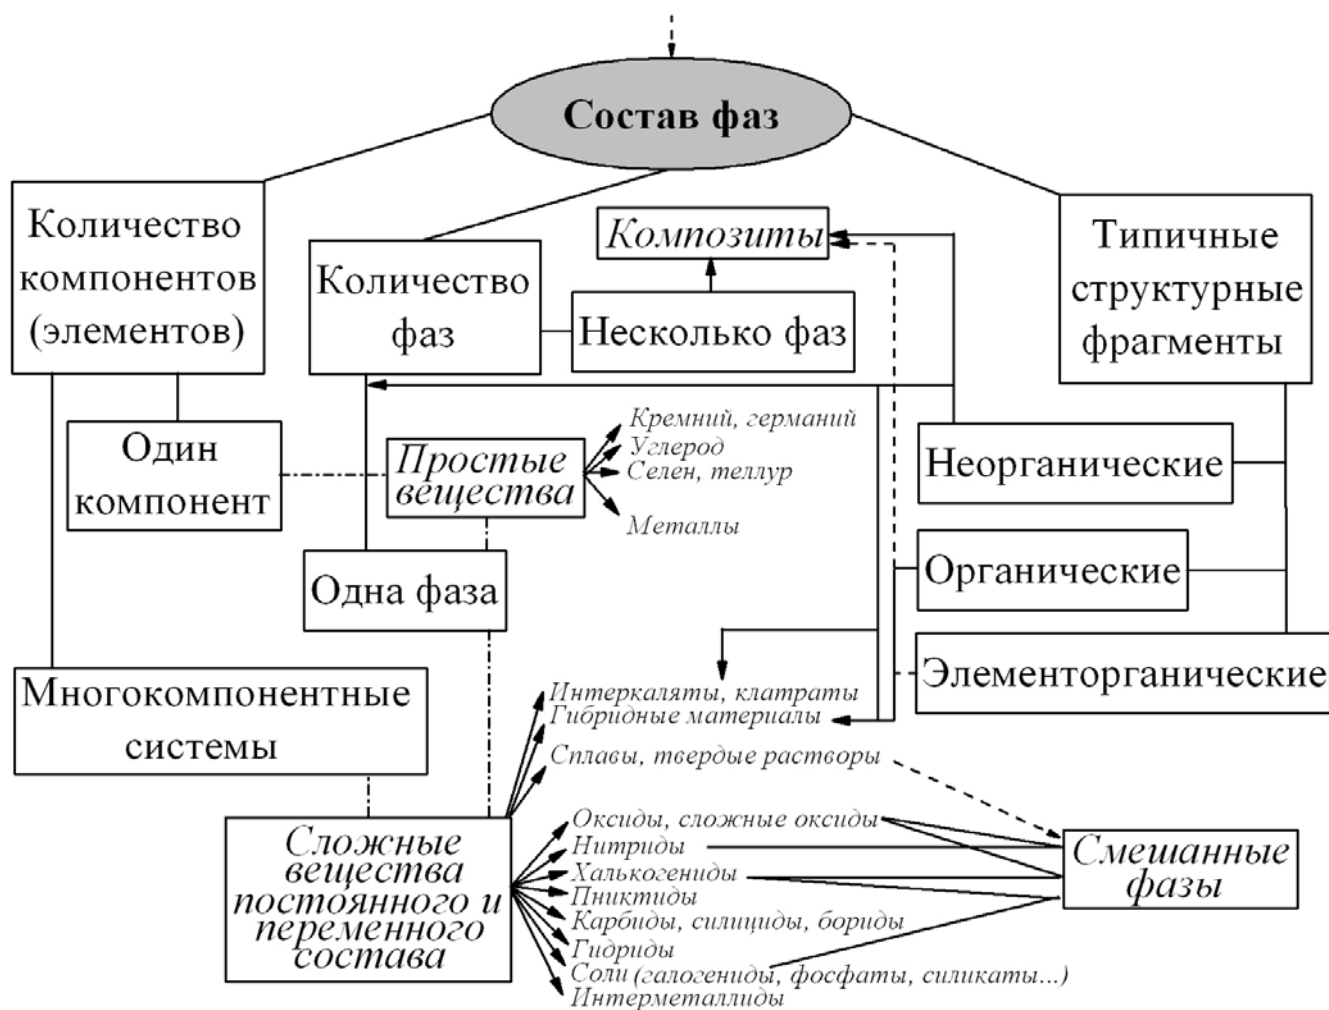 Состав фаз
Количество
компонентов
(элементов)
Количество
фаз
Композиты
Несколько фаз
Типичные
структурные
фрагменты
Один
компонент
Простые
вещества
Кремний, германий
Углерод
Селен, теллур
Металлы
Неорганические
Одна фаза
Органические
Элементорганические
Многокомпонентные
системы
Интеркаляты, клатраты
Гибридные материалы
Сплавы, твердые растворы
Сложные
вещества
постоянного и
переменного
состава
Оксиды, сложные оксиды
Нитриды
Халькогениды
Пниктиды
Карбиды, силициды, бориды
Гидриды
Соли (галогениды, фосфаты, силикаты...)
Интерметаллиды
Смешанные
фазы